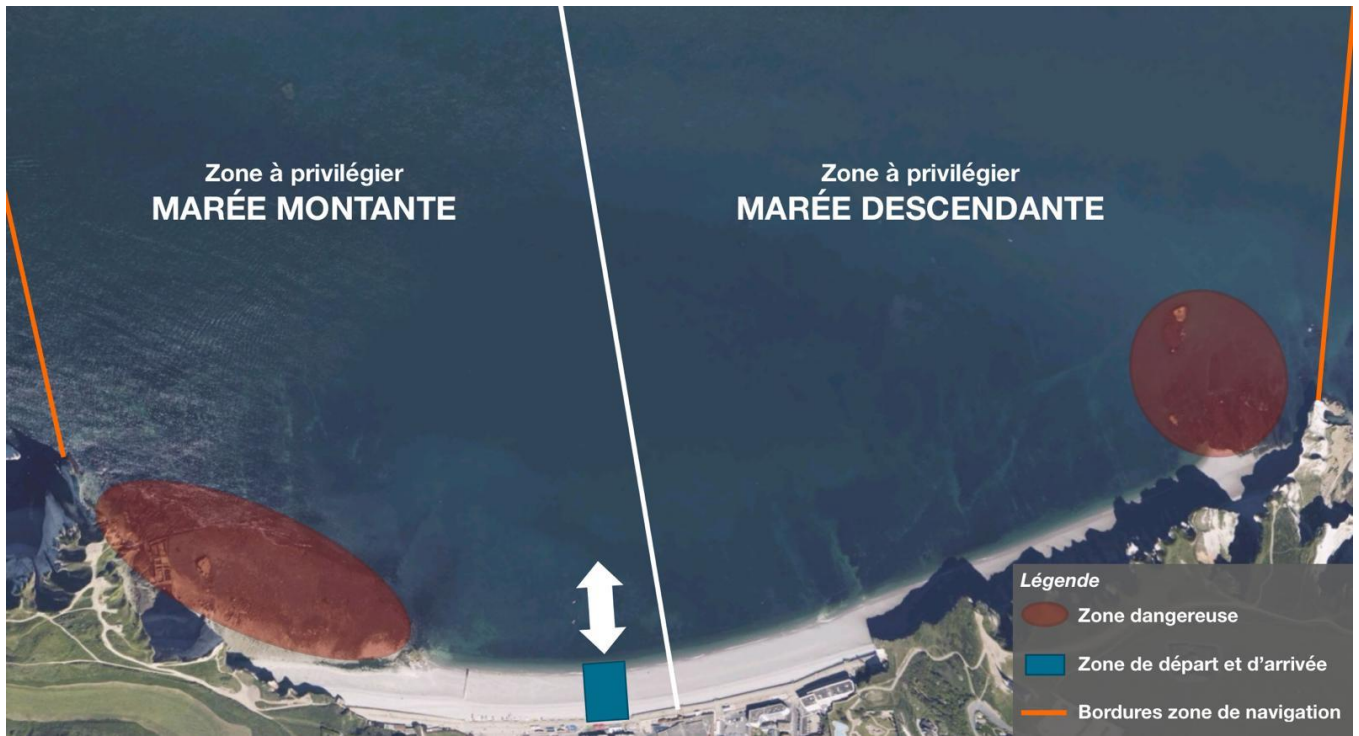 Zone à privilégier
MARÉE MONTANTE
Zone à privilégier
MARÉE DESCENDANTE
Légende
Zone dangereuse
Zone de départ et d'arrivée
Bordures zone de navigation